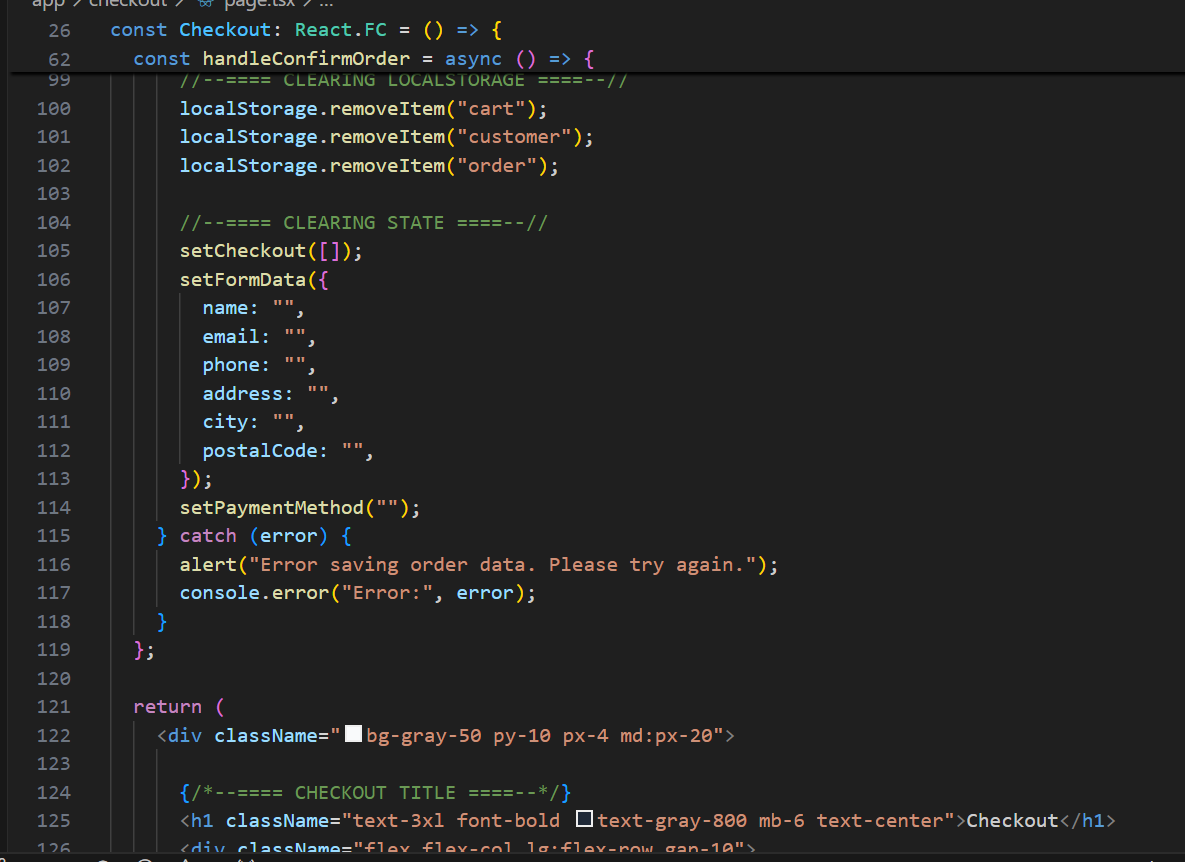 app > checkout > page.tsx > ...
26 const Checkout: React.FC = () => {
62 const handleConfirmOrder = async () => {
99 //--==== CLEARING LOCALSTORAGE ====--//
100 localStorage.removeItem("cart");
101 localStorage.removeItem("customer");
102 localStorage.removeItem("order");
103
104 //--==== CLEARING STATE ====--//
105 setCheckout([]);
106 setFormData({
107 name: "",
108 email: "",
109 phone: "",
110 address: "",
111 city: "",
112 postalCode: "",
113 });
114 setPaymentMethod("");
115 } catch (error) {
116 alert("Error saving order data. Please try again.");
117 console.error("Error:", error);
118 }
119 };
120
121 return (
122 <div className="bg-gray-50 py-10 px-4 md:px-20">
123
124 {/*--==== CHECKOUT TITLE ====--*/}
125 <h1 className="text-3xl font-bold text-gray-800 mb-6 text-center">Checkout</h1>
126 <div className="flex flex-col lg:flex-row gap-10">